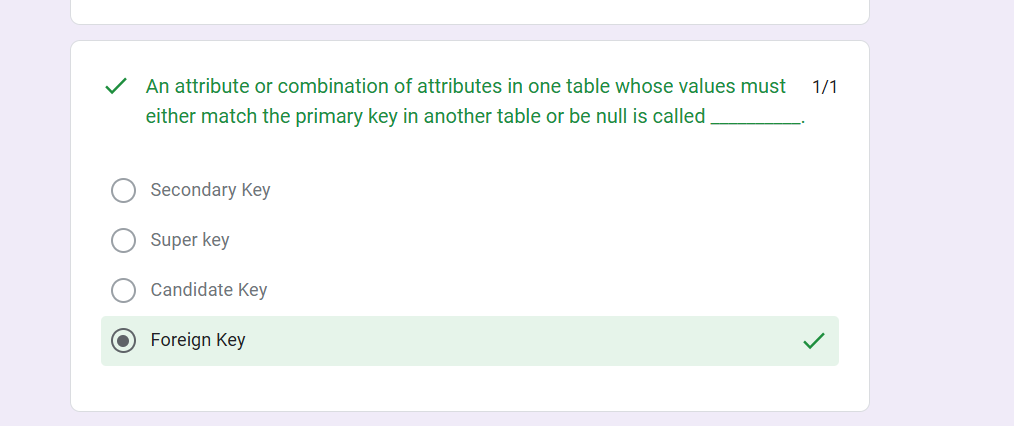 An attribute or combination of attributes in one table whose values must 1/1
either match the primary key in another table or be null is called __________.
Secondary Key
Super key
Candidate Key
Foreign Key